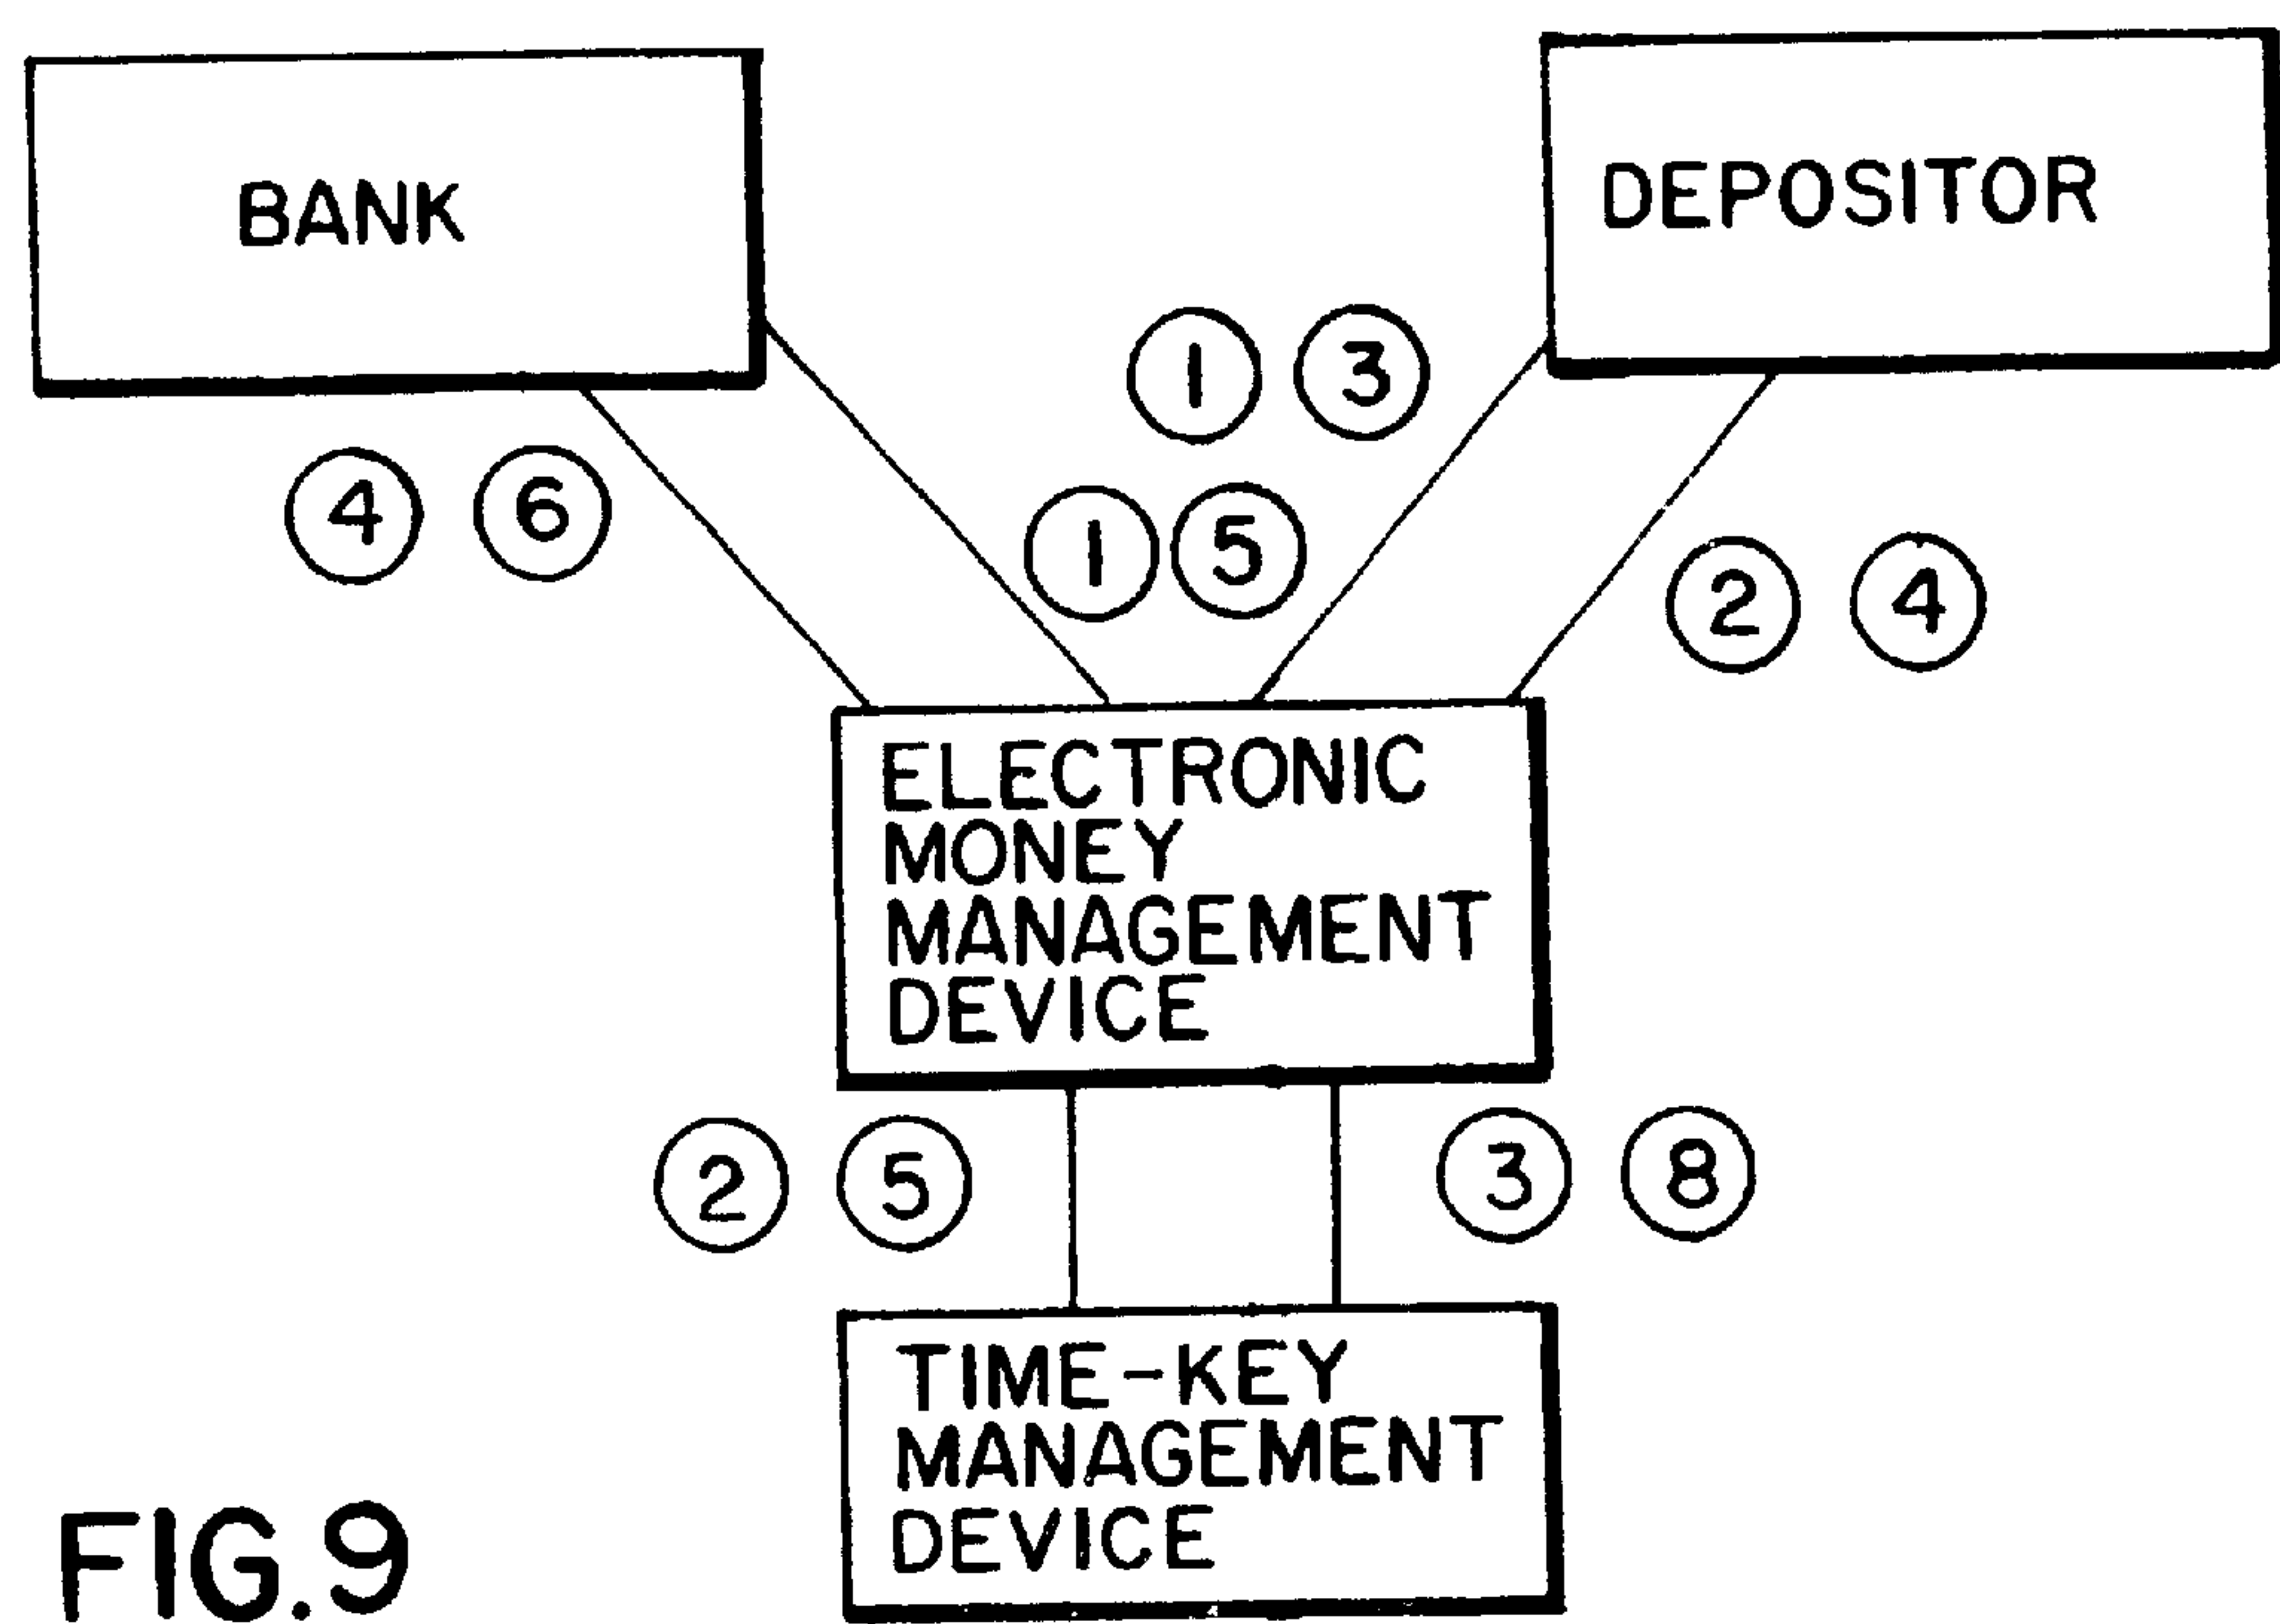 BANK
DEPOSITOR
1 3
4 6
1 5
2 4
ELECTRONIC
MONEY
MANAGEMENT
DEVICE
2 5
3 8
TIME-KEY
MANAGEMENT
DEVICE
FIG.9